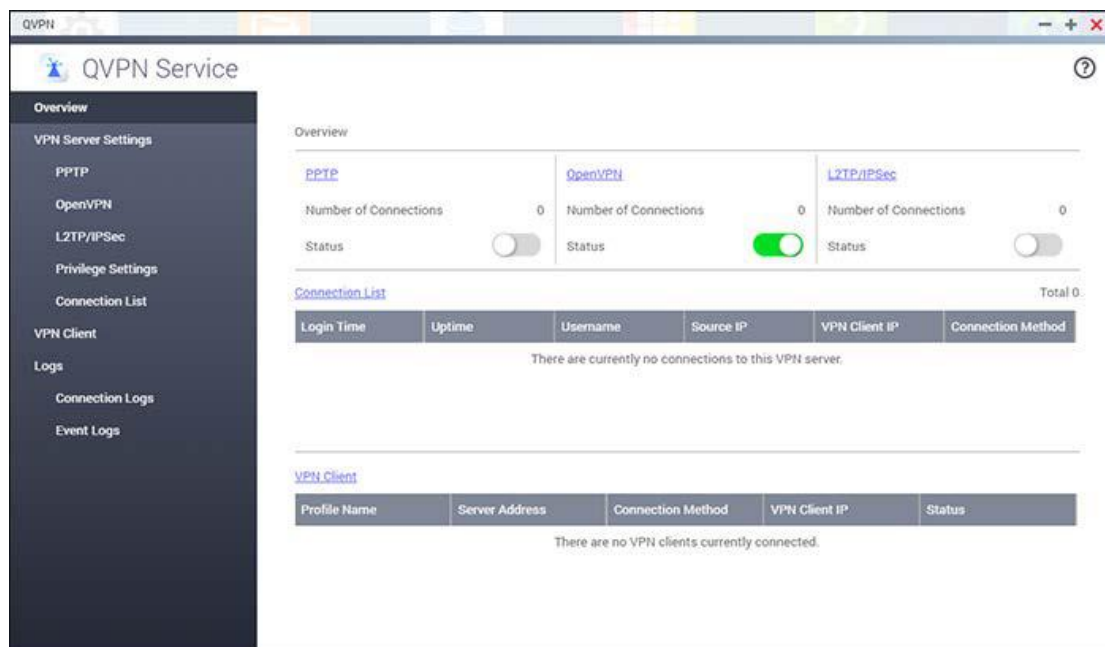 QVPN
QVPN Service
Overview
VPN Server Settings
PPTP
OpenVPN
L2TP/IPSec
Privilege Settings
Connection List
VPN Client
Logs
Connection Logs
Event Logs
Overview
PPTP
Number of Connections 0
Status
OpenVPN
Number of Connections 0
Status
L2TP/IPSec
Number of Connections 0
Status
Connection List Total 0
Login Time Uptime Username Source IP VPN Client IP Connection Method
There are currently no connections to this VPN server.
VPN Client
Profile Name Server Address Connection Method VPN Client IP Status
There are no VPN clients currently connected.